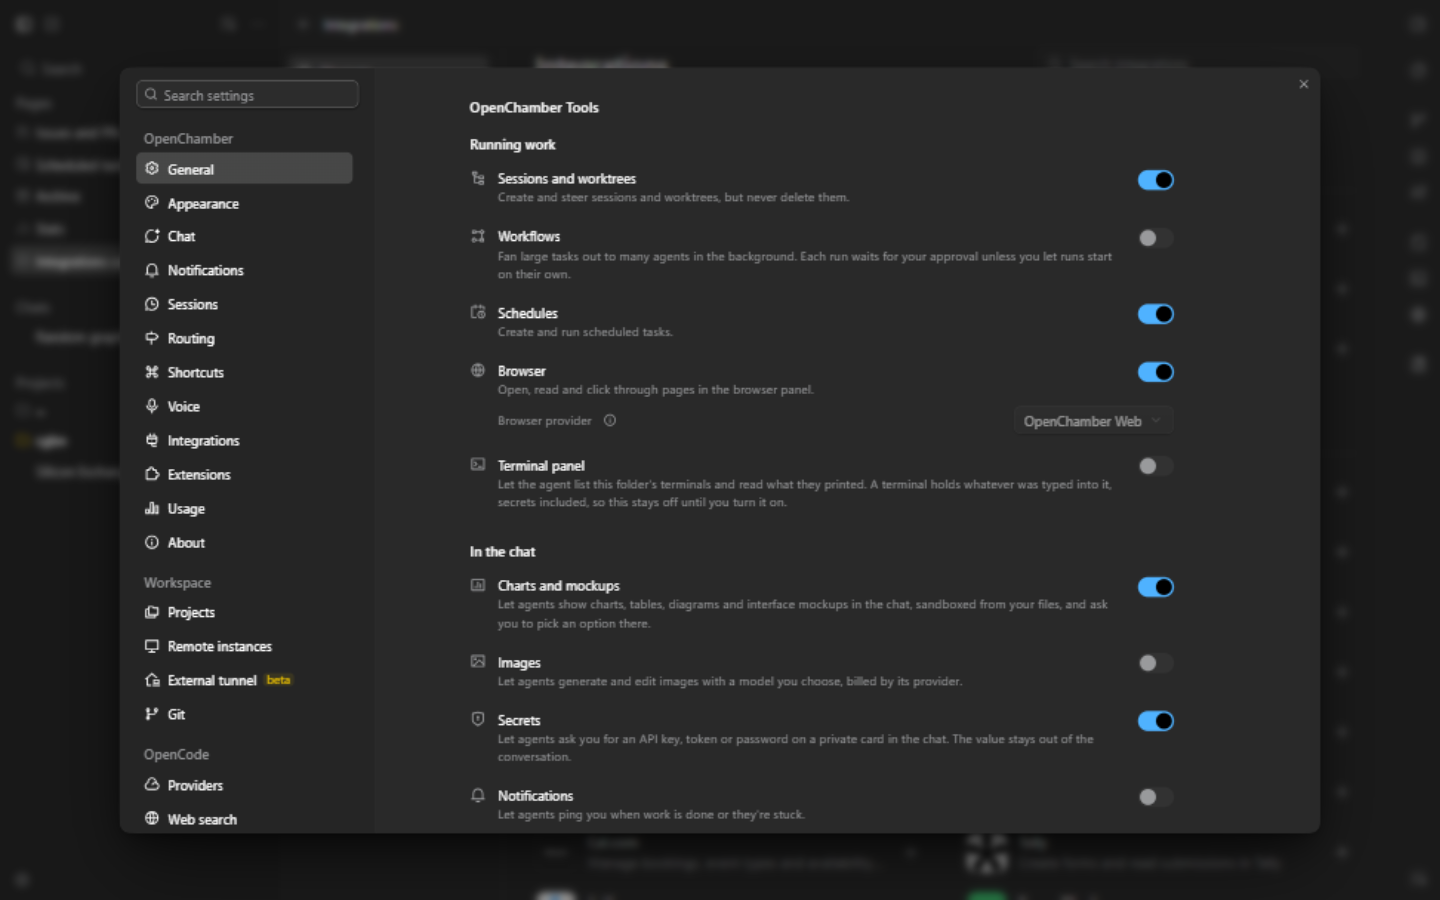 Integrations
Search settings
OpenChamber
General
Appearance
Chat
Notifications
Sessions
Routing
Shortcuts
Voice
Integrations
Extensions
Usage
About
Workspace
Projects
Remote instances
External tunnel beta
Git
OpenCode
Providers
Web search
OpenChamber Tools
Running work
Sessions and worktrees
Create and steer sessions and worktrees, but never delete them.
Workflows
Fan large tasks out to many agents in the background. Each run waits for your approval unless you let runs start
on their own.
Schedules
Create and run scheduled tasks.
Browser
Open, read and click through pages in the browser panel.
Browser provider
OpenChamber Web
Terminal panel
Let the agent list this folder's terminals and read what they printed. A terminal holds whatever was typed into it,
secrets included, so this stays off until you turn it on.
In the chat
Charts and mockups
Let agents show charts, tables, diagrams and interface mockups in the chat, sandboxed from your files, and ask
you to pick an option there.
Images
Let agents generate and edit images with a model you choose, billed by its provider.
Secrets
Let agents ask you for an API key, token or password on a private card in the chat. The value stays out of the
conversation.
Notifications
Let agents ping you when work is done or they're stuck.